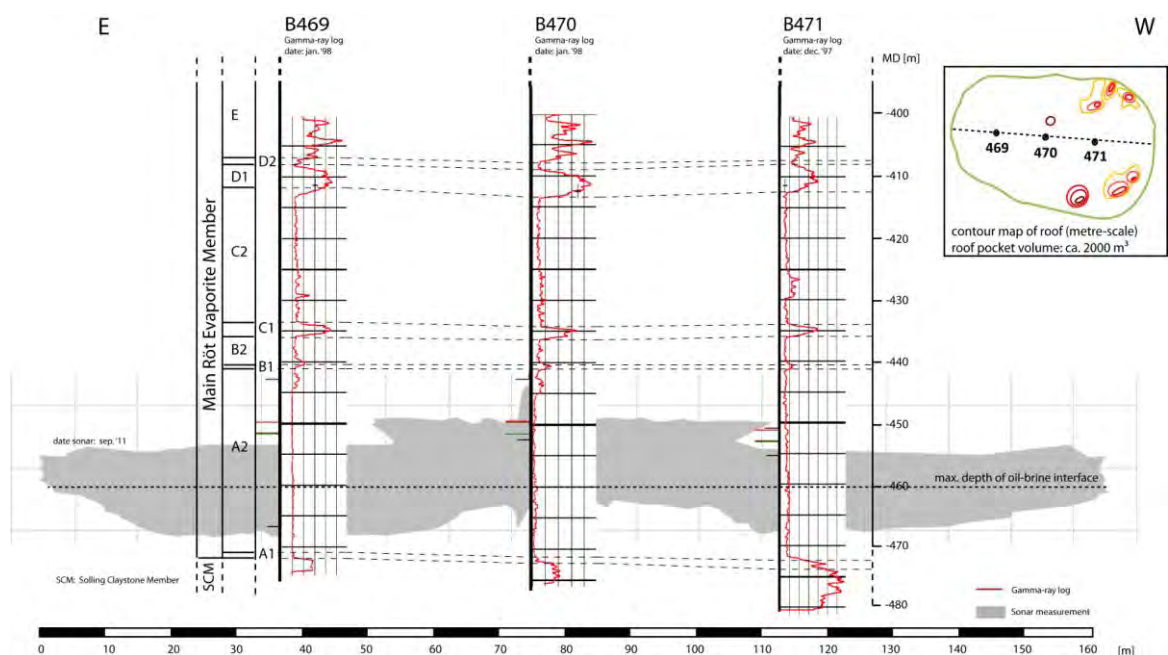 E
B469
Gamma-ray log
date: jan. '98
B470
Gamma-ray log
date: jan. '98
B471
Gamma-ray log
date: dec. '97
W
MD [m]
-400
-410
-420
-430
-440
-450
-460
-470
-480
469
470
471
contour map of roof (metre-scale)
roof pocket volume: ca. 2000 m³
Main Röt Evaporite Member
SCM
E
D2
D1
C2
C1
B2
B1
A2
A1
date sonar: sep. '11
max. depth of oil-brine interface
SCM: Solling Claystone Member
Gamma-ray log
Sonar measurement
0 10 20 30 40 50 60 70 80 90 100 110 120 130 140 150 160 [m]